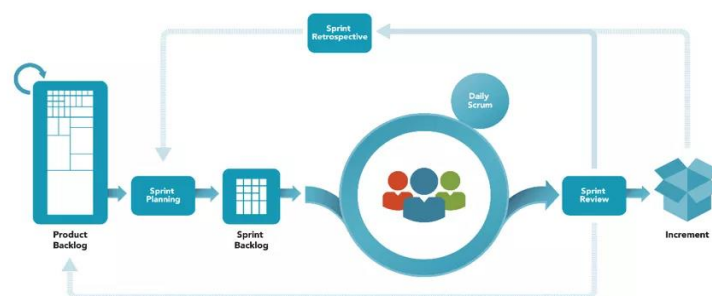 Sprint
Retrospective
Daily
Scrum
Sprint
Planning
Sprint
Review
Product
Backlog
Sprint
Backlog
Increment